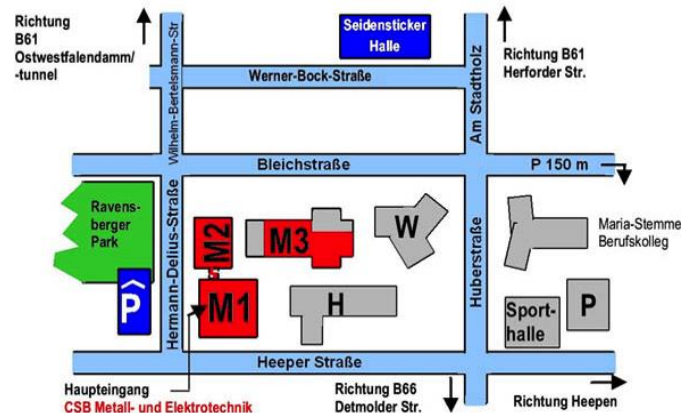 Richtung
B61
Ostwestfalendamm/
-tunnel
Wilhelm-Bertelsmann-Str
Seidensticker
Halle
Werner-Bock-Straße
Am Stadtholz
Richtung B61
Herforder Str.
Bleichstraße
P 150 m
Ravens-
berger
Park
P
Hermann-Delius-Straße
M2
M3
W
Huberstraße
Maria-Stemme
Berufskolleg
M1
H
Sport-
halle
P
Heeper Straße
Haupteingang
CSB Metall- und Elektrotechnik
Richtung B66
Detmolder Str.
Richtung Heepen